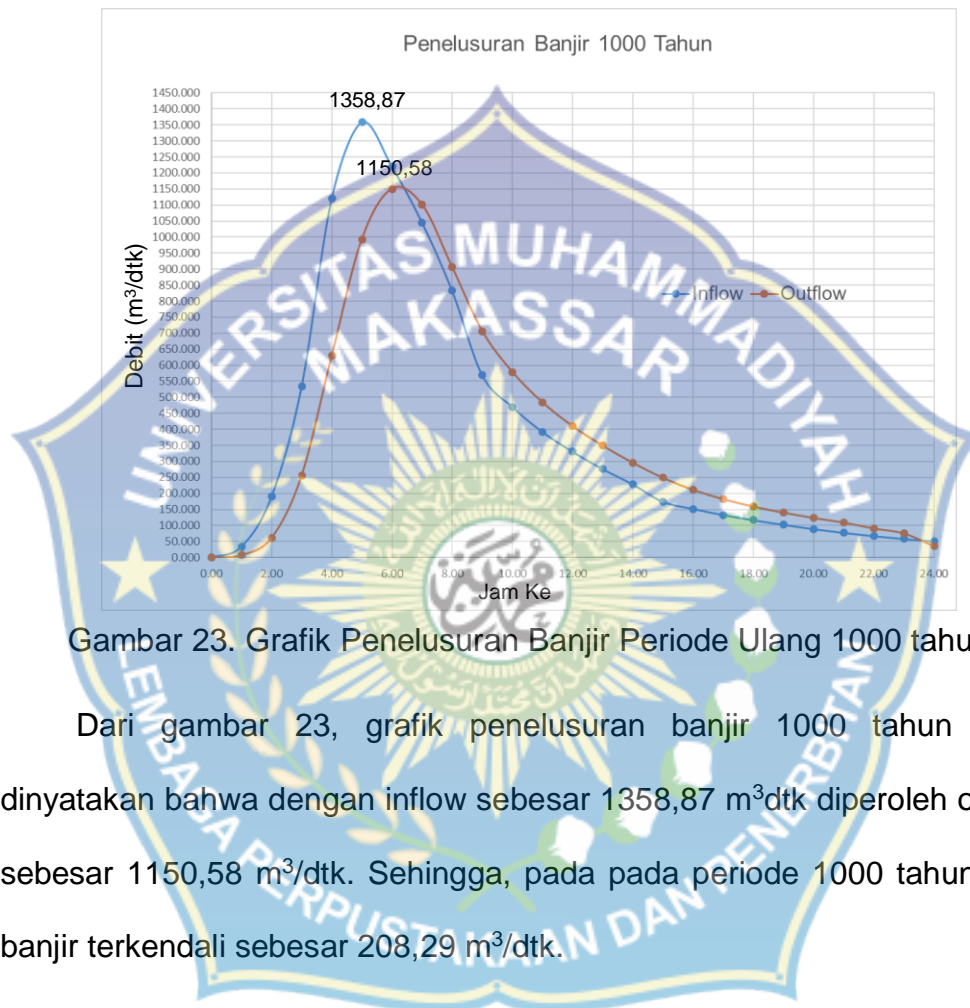 Penelusuran Banjir 1000 Tahun
1358,87
1150,58
Debit (m³/dtk)
1450.000
1400.000
1350.000
1300.000
1250.000
1200.000
1150.000
1100.000
1050.000
1000.000
950.000
900.000
850.000
800.000
750.000
700.000
650.000
600.000
550.000
500.000
450.000
400.000
350.000
300.000
250.000
200.000
150.000
100.000
50.000
0.000
Inflow Outflow
0.00 2.00 4.00 6.00 8.00 10.00 12.00 14.00 16.00 18.00 20.00 22.00 24.00
Jam Ke
UNIVERSITAS MUHAMMADIYAH
MAKASSAR
LEMBAGA PERPUSTAKAAN DAN PENERBITAN
Gambar 23. Grafik Penelusuran Banjir Periode Ulang 1000 tahu
Dari gambar 23, grafik penelusuran banjir 1000 tahun
dinyatakan bahwa dengan inflow sebesar 1358,87 m³dtk diperoleh o
sebesar 1150,58 m³/dtk. Sehingga, pada pada periode 1000 tahun
banjir terkendali sebesar 208,29 m³/dtk.